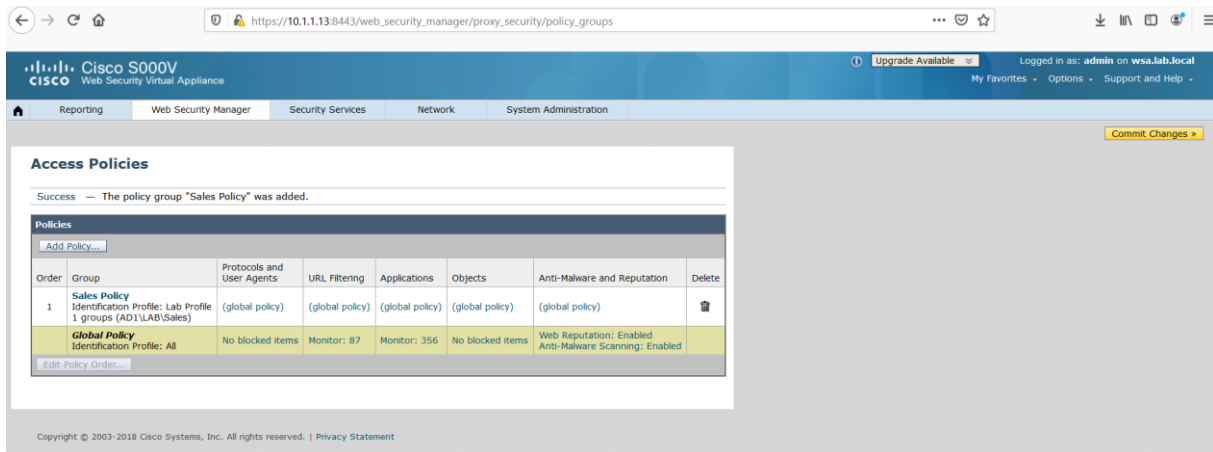 https://10.1.1.13:8443/web_security_manager/proxy_security/policy_groups
Cisco S000V
CISCO Web Security Virtual Appliance
Upgrade Available
Logged in as: admin on wsa.lab.local
My Favorites Options Support and Help
Reporting Web Security Manager Security Services Network System Administration
Commit Changes »
Access Policies
Success — The policy group "Sales Policy" was added.
Policies
Add Policy...
Order Group Protocols and User Agents URL Filtering Applications Objects Anti-Malware and Reputation Delete
1 Sales Policy
Identification Profile: Lab Profile
1 groups (AD1\LAB\Sales)
(global policy) (global policy) (global policy) (global policy) (global policy)
Global Policy
Identification Profile: All
No blocked items Monitor: 87 Monitor: 356 No blocked items
Web Reputation: Enabled
Anti-Malware Scanning: Enabled
Edit Policy Order...
Copyright © 2003-2018 Cisco Systems, Inc. All rights reserved. | Privacy Statement